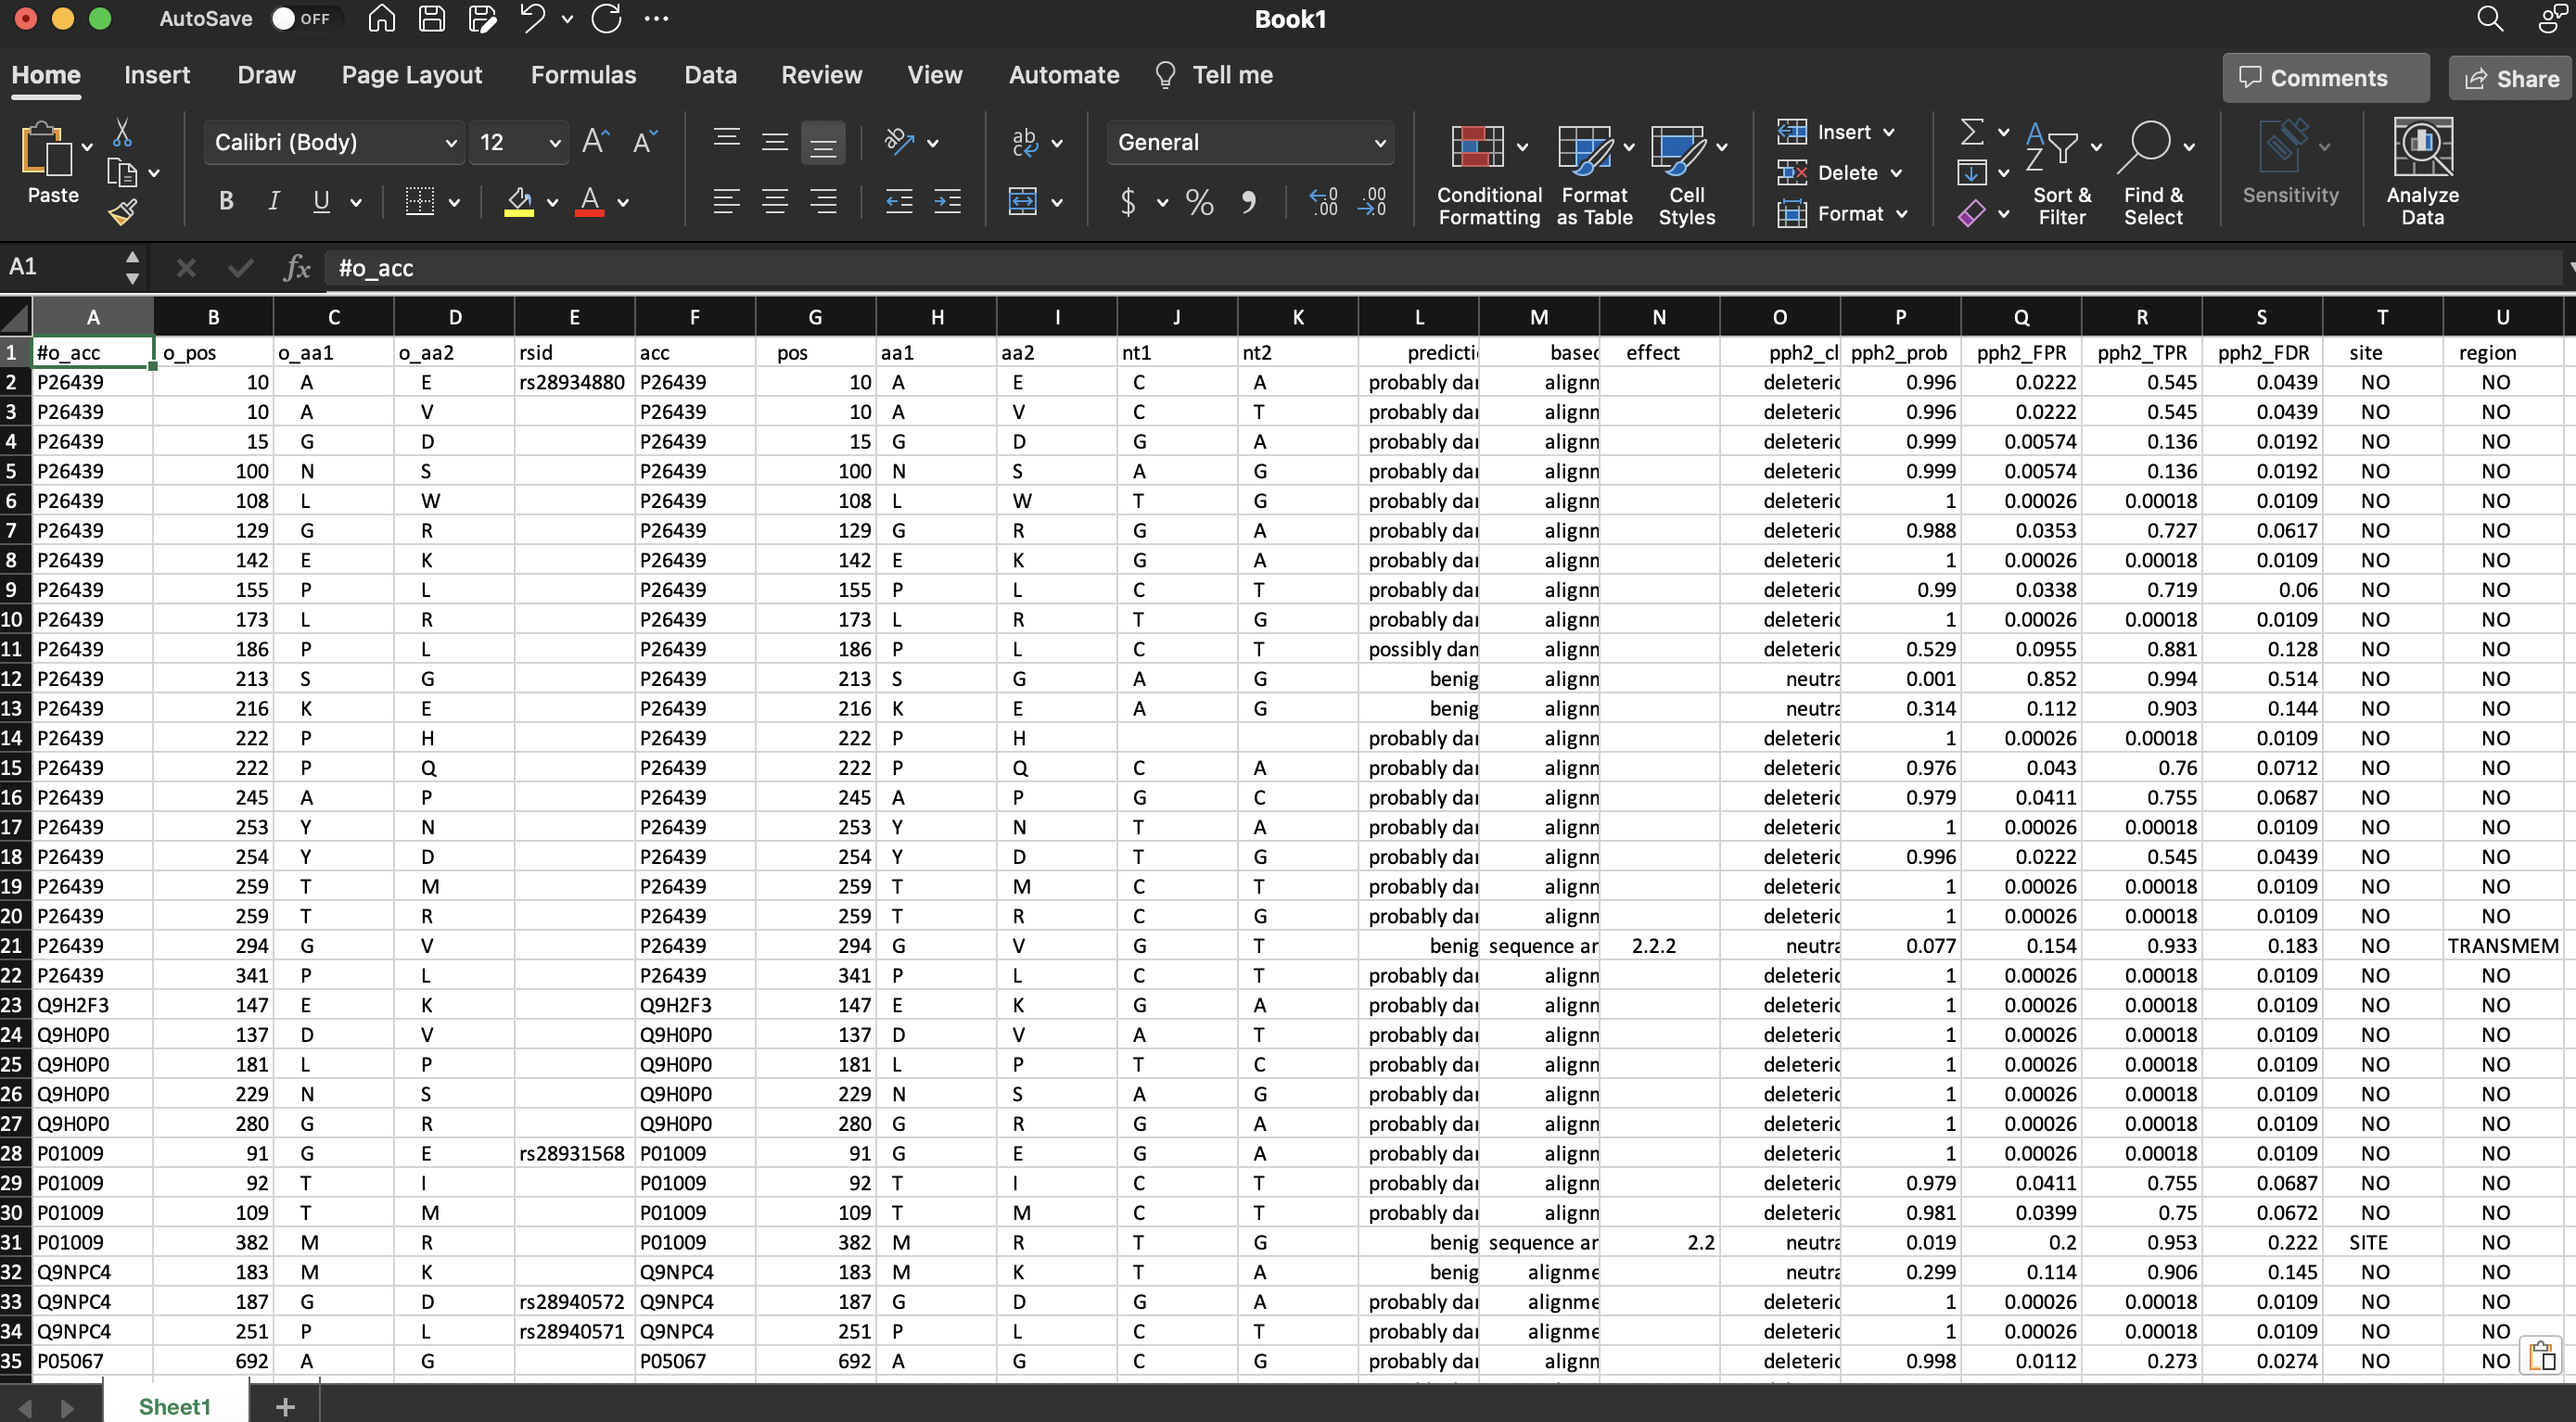 AutoSave OFF Book1
Home Insert Draw Page Layout Formulas Data Review View Automate Tell me Comments Share
Paste Calibri (Body) 12 General Conditional Formatting Format as Table Cell Styles Insert Delete Format Sort & Filter Find & Select Sensitivity Analyze Data
A1 fx #o_acc
A B C D E F G H I J K L M N O P Q R S T U
1 #o_acc o_pos o_aa1 o_aa2 rsid acc pos aa1 aa2 nt1 nt2 predicti based effect pph2_cl pph2_prob pph2_FPR pph2_TPR pph2_FDR site region
2 P26439 10 A E rs28934880 P26439 10 A E C A probably dar alignn deleteric 0.996 0.0222 0.545 0.0439 NO NO
3 P26439 10 A V P26439 10 A V C T probably dar alignn deleteric 0.996 0.0222 0.545 0.0439 NO NO
4 P26439 15 G D P26439 15 G D G A probably dar alignn deleteric 0.999 0.00574 0.136 0.0192 NO NO
5 P26439 100 N S P26439 100 N S A G probably dar alignn deleteric 0.999 0.00574 0.136 0.0192 NO NO
6 P26439 108 L W P26439 108 L W T G probably dar alignn deleteric 1 0.00026 0.00018 0.0109 NO NO
7 P26439 129 G R P26439 129 G R G A probably dar alignn deleteric 0.988 0.0353 0.727 0.0617 NO NO
8 P26439 142 E K P26439 142 E K G A probably dar alignn deleteric 1 0.00026 0.00018 0.0109 NO NO
9 P26439 155 P L P26439 155 P L C T probably dar alignn deleteric 0.99 0.0338 0.719 0.06 NO NO
10 P26439 173 L R P26439 173 L R T G probably dar alignn deleteric 1 0.00026 0.00018 0.0109 NO NO
11 P26439 186 P L P26439 186 P L C T possibly dan alignn deleteric 0.529 0.0955 0.881 0.128 NO NO
12 P26439 213 S G P26439 213 S G A G benig alignn neutra 0.001 0.852 0.994 0.514 NO NO
13 P26439 216 K E P26439 216 K E A G benig alignn neutra 0.314 0.112 0.903 0.144 NO NO
14 P26439 222 P H P26439 222 P H probably dar alignn deleteric 1 0.00026 0.00018 0.0109 NO NO
15 P26439 222 P Q P26439 222 P Q C A probably dar alignn deleteric 0.976 0.043 0.76 0.0712 NO NO
16 P26439 245 A P P26439 245 A P G C probably dar alignn deleteric 0.979 0.0411 0.755 0.0687 NO NO
17 P26439 253 Y N P26439 253 Y N T A probably dar alignn deleteric 1 0.00026 0.00018 0.0109 NO NO
18 P26439 254 Y D P26439 254 Y D T G probably dar alignn deleteric 0.996 0.0222 0.545 0.0439 NO NO
19 P26439 259 T M P26439 259 T M C T probably dar alignn deleteric 1 0.00026 0.00018 0.0109 NO NO
20 P26439 259 T R P26439 259 T R C G probably dar alignn deleteric 1 0.00026 0.00018 0.0109 NO NO
21 P26439 294 G V P26439 294 G V G T benig sequence ar 2.2.2 neutra 0.077 0.154 0.933 0.183 NO TRANSMEM
22 P26439 341 P L P26439 341 P L C T probably dar alignn deleteric 1 0.00026 0.00018 0.0109 NO NO
23 Q9H2F3 147 E K Q9H2F3 147 E K G A probably dar alignn deleteric 1 0.00026 0.00018 0.0109 NO NO
24 Q9H0P0 137 D V Q9H0P0 137 D V A T probably dar alignn deleteric 1 0.00026 0.00018 0.0109 NO NO
25 Q9H0P0 181 L P Q9H0P0 181 L P T C probably dar alignn deleteric 1 0.00026 0.00018 0.0109 NO NO
26 Q9H0P0 229 N S Q9H0P0 229 N S A G probably dar alignn deleteric 1 0.00026 0.00018 0.0109 NO NO
27 Q9H0P0 280 G R Q9H0P0 280 G R G A probably dar alignn deleteric 1 0.00026 0.00018 0.0109 NO NO
28 P01009 91 G E rs28931568 P01009 91 G E G A probably dar alignn deleteric 1 0.00026 0.00018 0.0109 NO NO
29 P01009 92 T I P01009 92 T I C T probably dar alignn deleteric 0.979 0.0411 0.755 0.0687 NO NO
30 P01009 109 T M P01009 109 T M C T probably dar alignn deleteric 0.981 0.0399 0.75 0.0672 NO NO
31 P01009 382 M R P01009 382 M R T G benig sequence ar 2.2 neutra 0.019 0.2 0.953 0.222 SITE NO
32 Q9NPC4 183 M K Q9NPC4 183 M K T A benig alignme neutra 0.299 0.114 0.906 0.145 NO NO
33 Q9NPC4 187 G D rs28940572 Q9NPC4 187 G D G A probably dar alignme deleteric 1 0.00026 0.00018 0.0109 NO NO
34 Q9NPC4 251 P L rs28940571 Q9NPC4 251 P L C T probably dar alignme deleteric 1 0.00026 0.00018 0.0109 NO NO
35 P05067 692 A G P05067 692 A G C G probably dar alignn deleteric 0.998 0.0112 0.273 0.0274 NO NO
Sheet1